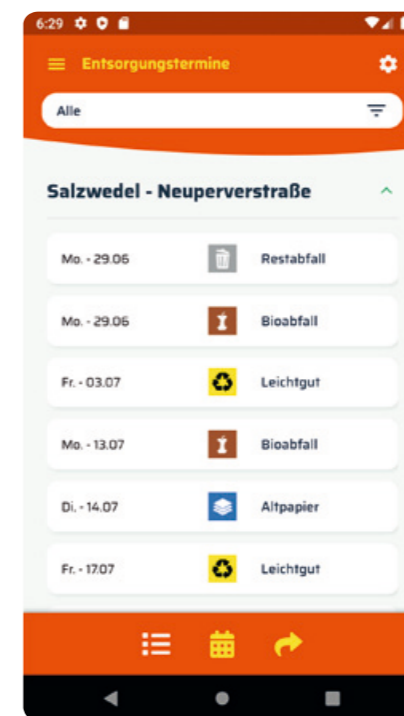 6:29
Entsorgungstermine
Alle
Salzwedel - Neuperverstraße
Mo. - 29.06 Restabfall
Mo. - 29.06 Bioabfall
Fr. - 03.07 Leichtgut
Mo. - 13.07 Bioabfall
Di. - 14.07 Altpapier
Fr. - 17.07 Leichtgut